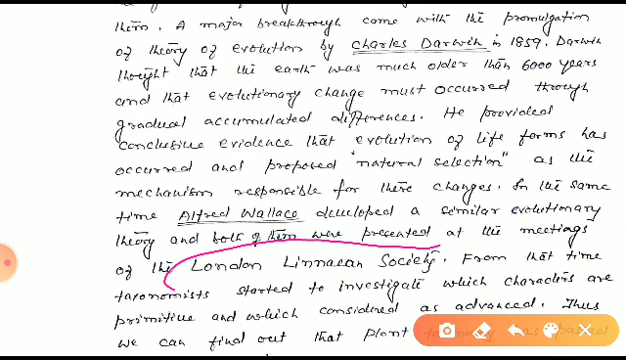 them. A major breakthrough came with the promulgation
of theory of evolution by Charles Darwin in 1859. Darwin
thought that the earth was much older than 6000 years
and that evolutionary change must occurred through
gradual accumulated differences. He provided
conclusive evidence that evolution of life forms has
occurred and proposed "natural selection" as the
mechanism responsible for these changes. In the same
time Alfred Wallace developed a similar evolutionary
theory and both of them were presented at the meetings
of the London Linnaean Society. From that time
taxonomists started to investigate which characters are
primitive and which considered as advanced. Thus
we can find out that plant